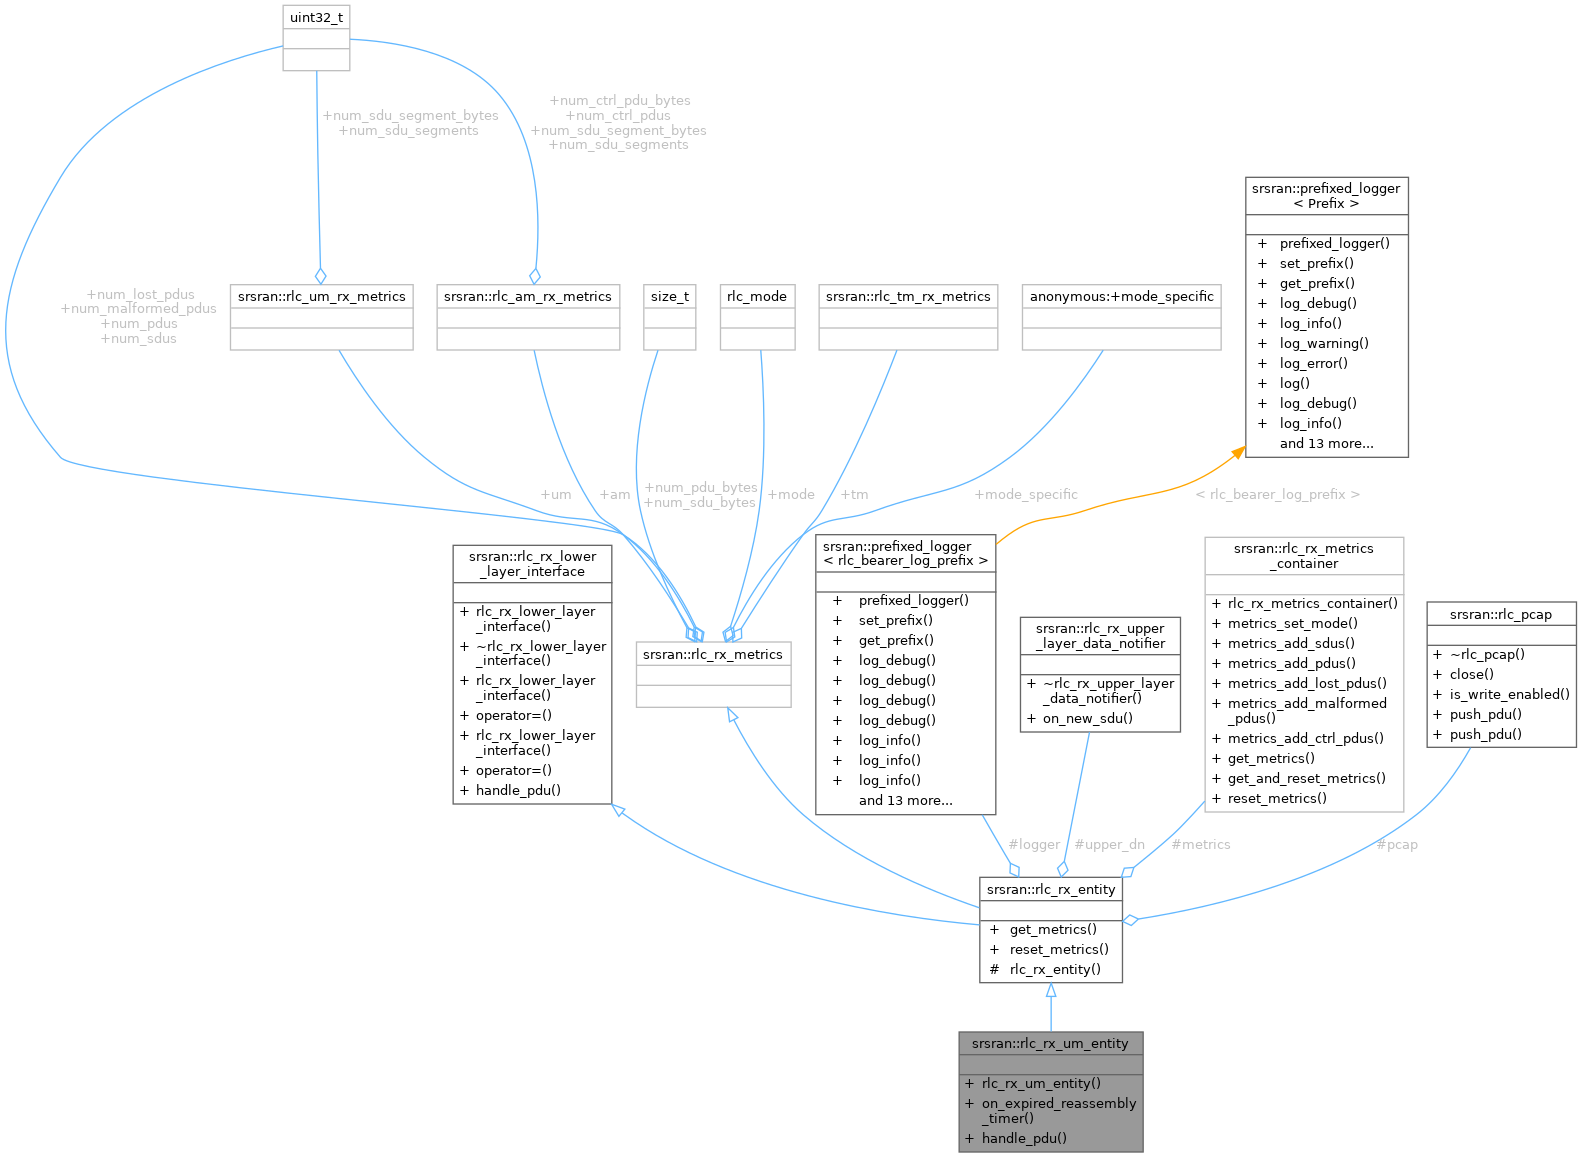 uint32_t
+num_sdu_segment_bytes
+num_sdu_segments
+num_ctrl_pdu_bytes
+num_ctrl_pdus
+num_sdu_segment_bytes
+num_sdu_segments
srsran::prefixed_logger
< Prefix >
+ prefixed_logger()
+ set_prefix()
+ get_prefix()
+ log_debug()
+ log_info()
+ log_warning()
+ log_error()
+ log()
+ log_debug()
+ log_info()
and 13 more...
+num_lost_pdus
+num_malformed_pdus
+num_pdus
+num_sdus
srsran::rlc_um_rx_metrics
srsran::rlc_am_rx_metrics
size_t
rlc_mode
srsran::rlc_tm_rx_metrics
anonymous:+mode_specific
+um
+am
+num_pdu_bytes
+num_sdu_bytes
+mode
+tm
+mode_specific
< rlc_bearer_log_prefix >
srsran::rlc_rx_lower
_layer_interface
+ rlc_rx_lower_layer
_interface()
+ ~rlc_rx_lower_layer
_interface()
+ rlc_rx_lower_layer
_interface()
+ operator=()
+ rlc_rx_lower_layer
_interface()
+ operator=()
+ handle_pdu()
srsran::rlc_rx_metrics
srsran::prefixed_logger
< rlc_bearer_log_prefix >
+ prefixed_logger()
+ set_prefix()
+ get_prefix()
+ log_debug()
+ log_debug()
+ log_debug()
+ log_debug()
+ log_info()
+ log_info()
+ log_info()
and 13 more...
srsran::rlc_rx_upper
_layer_data_notifier
+ ~rlc_rx_upper_layer
_data_notifier()
+ on_new_sdu()
srsran::rlc_rx_metrics
_container
+ rlc_rx_metrics_container()
+ metrics_set_mode()
+ metrics_add_sdus()
+ metrics_add_pdus()
+ metrics_add_lost_pdus()
+ metrics_add_malformed
_pdus()
+ metrics_add_ctrl_pdus()
+ get_metrics()
+ get_and_reset_metrics()
+ reset_metrics()
srsran::rlc_pcap
+ ~rlc_pcap()
+ close()
+ is_write_enabled()
+ push_pdu()
+ push_pdu()
#logger
#upper_dn
#metrics
#pcap
srsran::rlc_rx_entity
+ get_metrics()
+ reset_metrics()
# rlc_rx_entity()
srsran::rlc_rx_um_entity
+ rlc_rx_um_entity()
+ on_expired_reassembly
_timer()
+ handle_pdu()